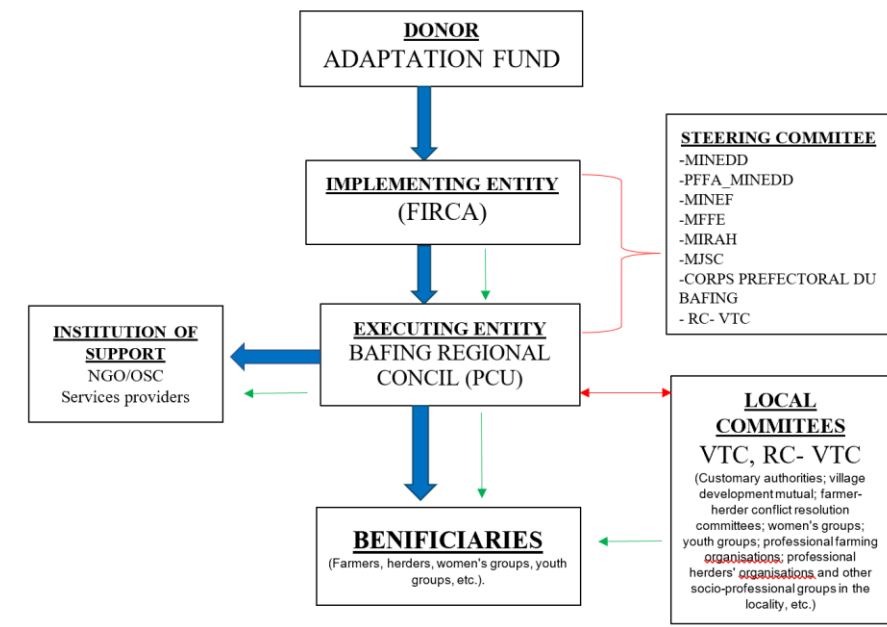 DONOR
ADAPTATION FUND
IMPLEMENTING ENTITY
(FIRCA)
STEERING COMMITEE
-MINEDD
-PFFA_MINEDD
-MINEF
-MFFE
-MIRAH
-MJSC
-CORPS PREFECTORAL DU
BAFING
- RC- VTC
INSTITUTION OF
SUPPORT
NGO/OSC
Services providers
EXECUTING ENTITY
BAFING REGIONAL
CONCIL (PCU)
LOCAL
COMMITEES
VTC, RC- VTC
(Customary authorities; village
development mutual; farmer-
herder conflict resolution
committees; women's groups;
youth groups; professional farming
organisations; professional
herders' organisations and other
socio-professional groups in the
locality, etc.)
BENIFICIARIES
(Farmers, herders, women's groups, youth
groups, etc.).